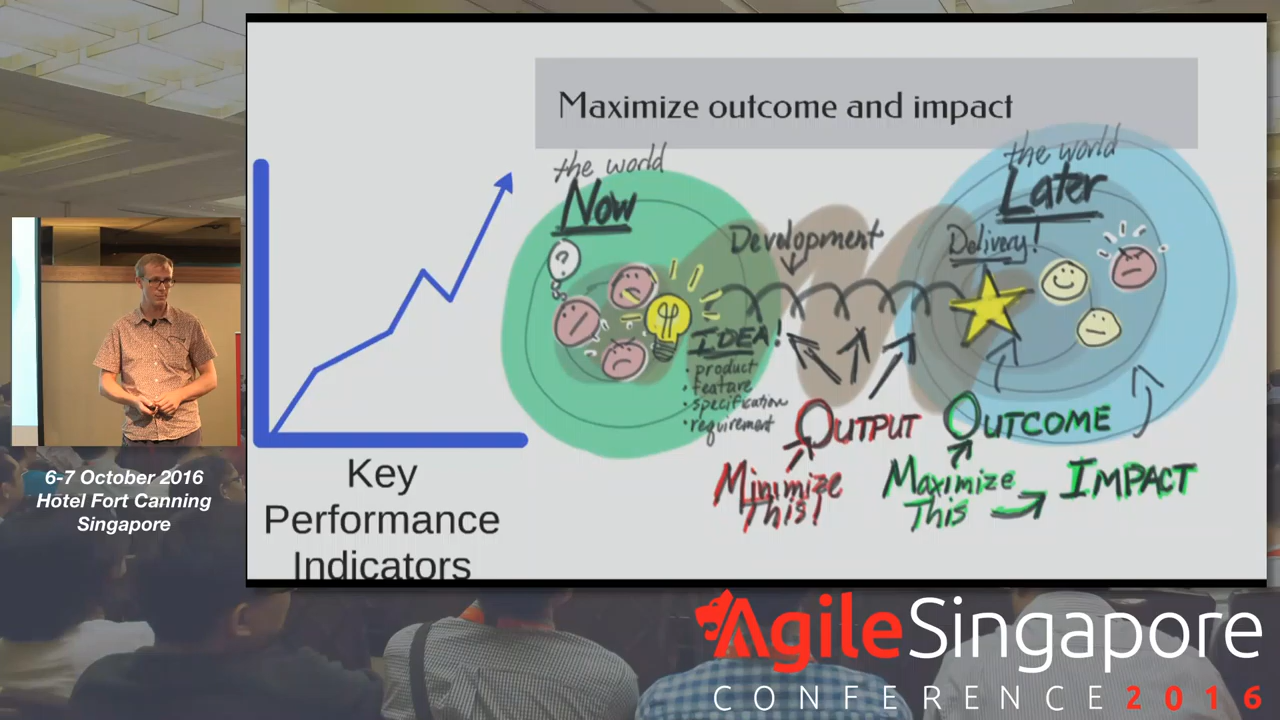 Maximize outcome and impact
the world
Now
?
Development
the world
Later
Delivery!
IDEA!
• product
• feature
• specification
• requirement
OUTPUT
OUTCOME
Minimize
This!
Maximize
This
IMPACT
Key
Performance
Indicators
6-7 October 2016
Hotel Fort Canning
Singapore
AgileSingapore
CONFERENCE 2016